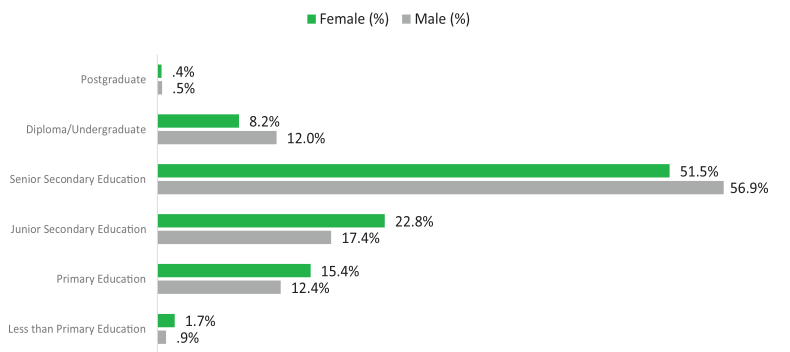 Female (%) Male (%)
Postgraduate .4%
.5%
Diploma/Undergraduate 8.2%
12.0%
Senior Secondary Education 51.5%
56.9%
Junior Secondary Education 22.8%
17.4%
Primary Education 15.4%
12.4%
Less than Primary Education 1.7%
.9%